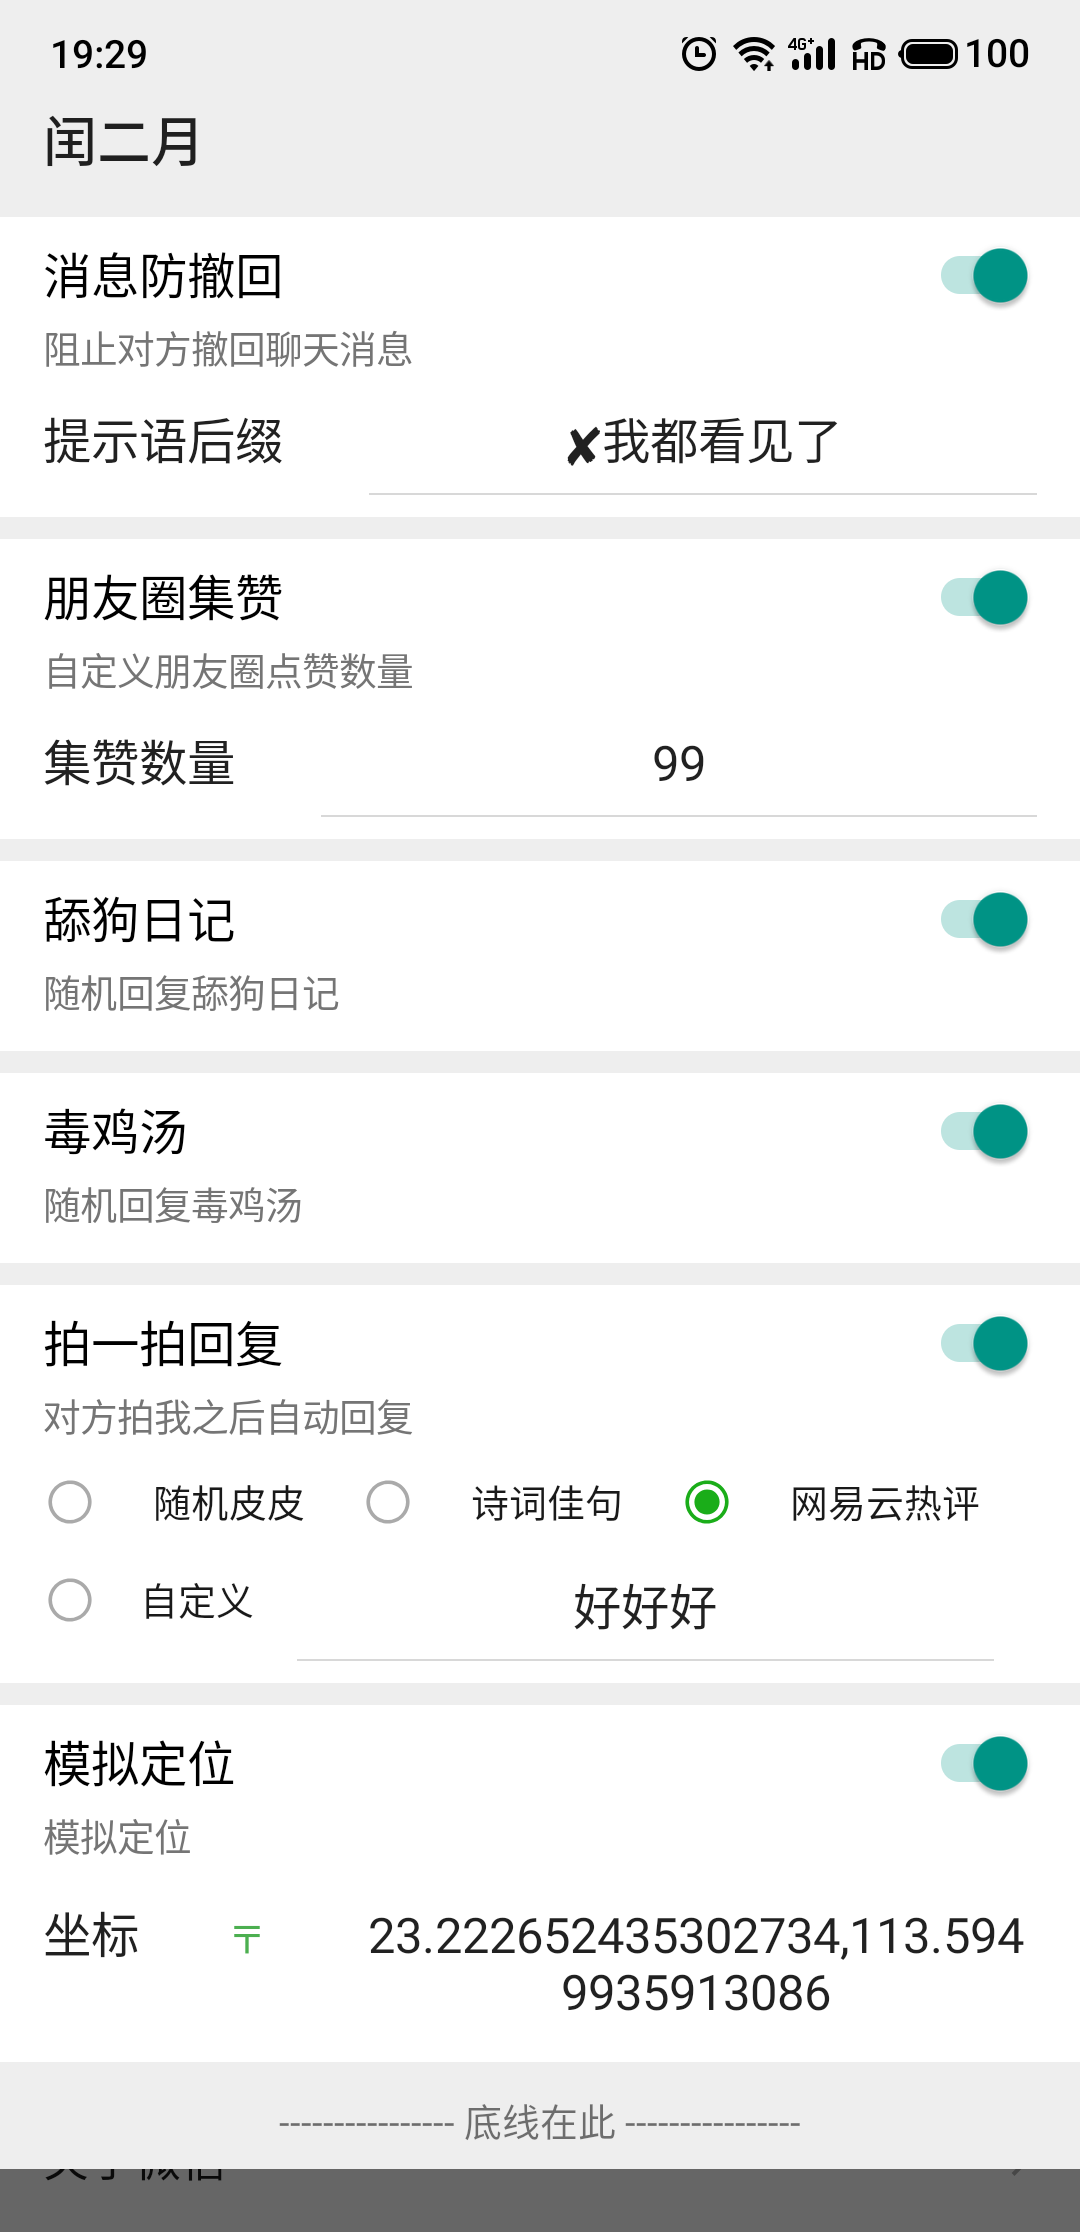 19:29 4G+ HD 100
闰二月
消息防撤回
阻止对方撤回聊天消息
提示语后缀 ✘我都看见了
朋友圈集赞
自定义朋友圈点赞数量
集赞数量 99
舔狗日记
随机回复舔狗日记
毒鸡汤
随机回复毒鸡汤
拍一拍回复
对方拍我之后自动回复
随机皮皮 诗词佳句 网易云热评
自定义 好好好
模拟定位
模拟定位
坐标 〒 23.222652435302734,113.594
9935913086
---------------- 底线在此 ----------------